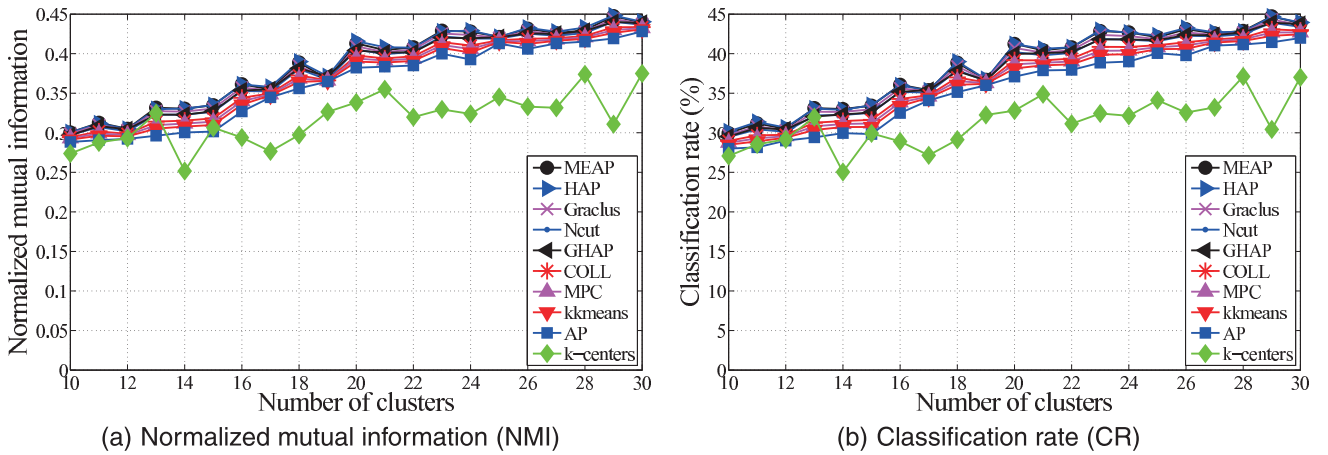 Normalized mutual information
0.45
0.4
0.35
0.3
0.25
0.2
0.15
0.1
0.05
0
10 12 14 16 18 20 22 24 26 28 30
Number of clusters
MEAP
HAP
Graclus
Ncut
GHAP
COLL
MPC
kkmeans
AP
k-centers
(a) Normalized mutual information (NMI)
Classification rate (%)
45
40
35
30
25
20
15
10
5
0
10 12 14 16 18 20 22 24 26 28 30
Number of clusters
MEAP
HAP
Graclus
Ncut
GHAP
COLL
MPC
kkmeans
AP
k-centers
(b) Classification rate (CR)